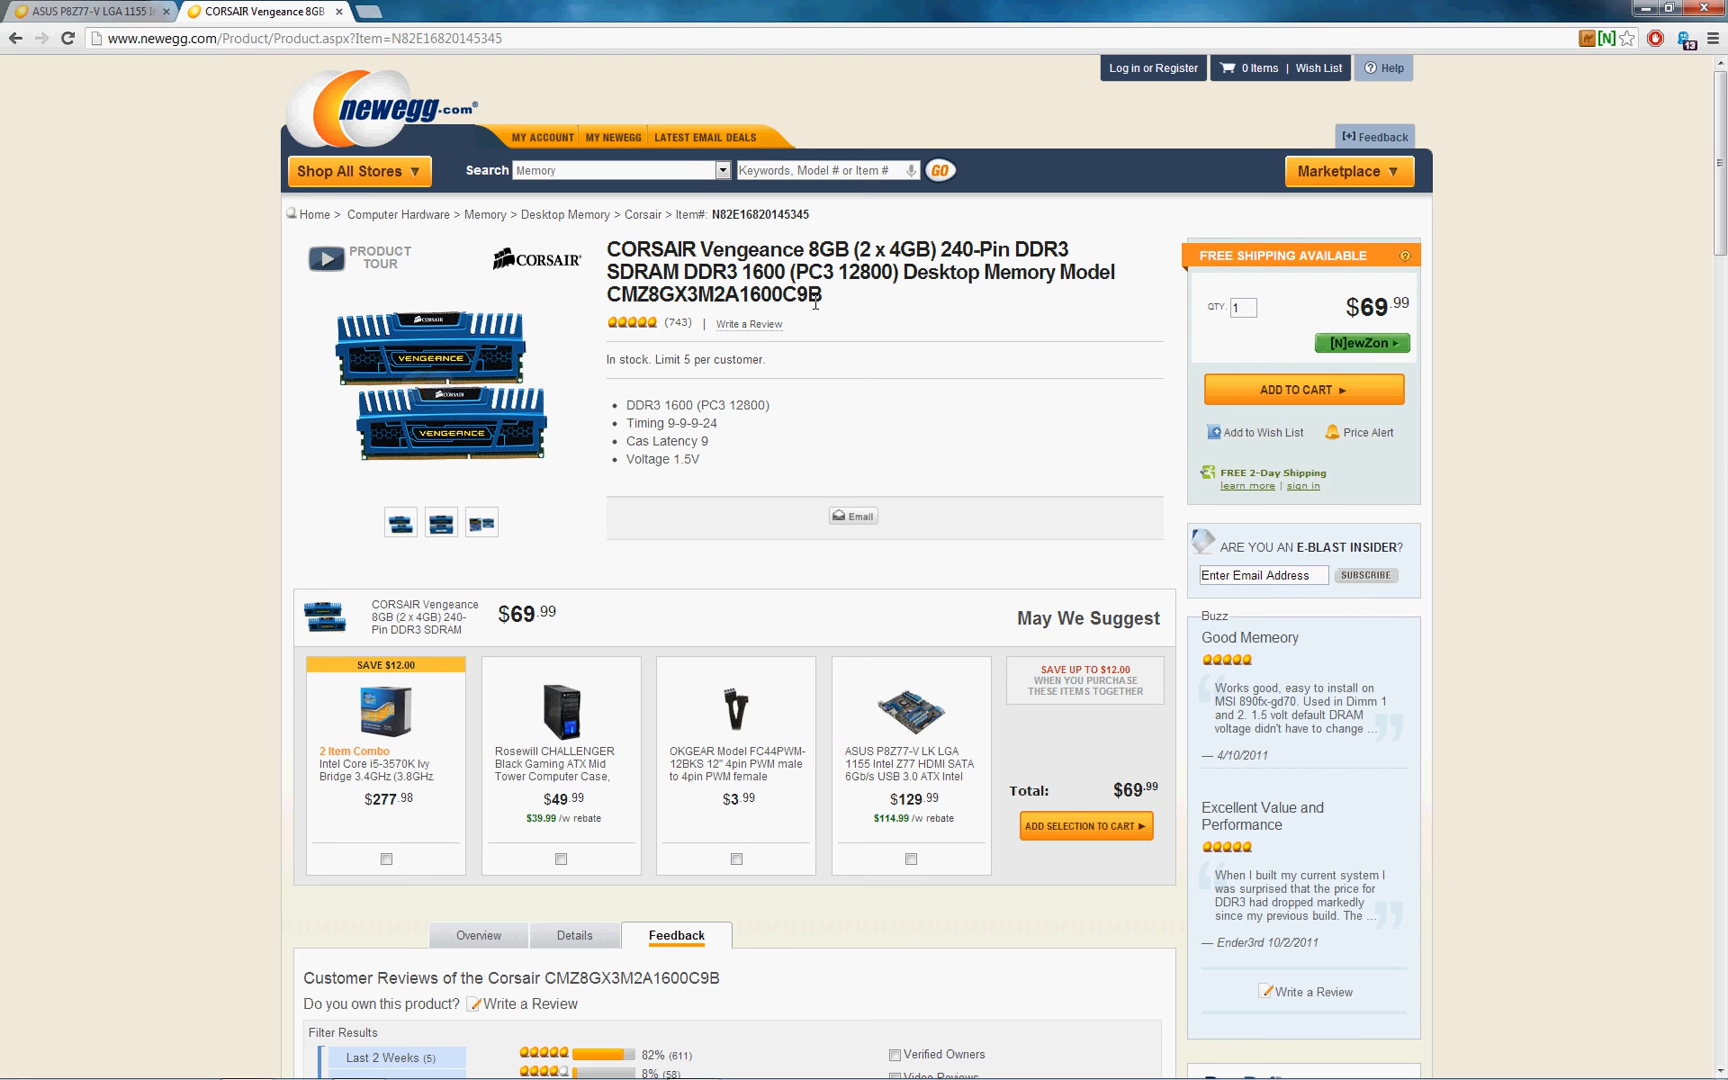 ASUS P8Z77-V LGA 1155 I
CORSAIR Vengeance 8GB
www.newegg.com/Product/Product.aspx?Item=N82E16820145345
[N]
13
Log in or Register
0 Items | Wish List
Help
newegg.com®
MY ACCOUNT
MY NEWEGG
LATEST EMAIL DEALS
[+] Feedback
Shop All Stores ▼
Search
Memory
Keywords, Model # or Item #
GO
Marketplace ▼
Home > Computer Hardware > Memory > Desktop Memory > Corsair > Item#: N82E16820145345
PRODUCT
TOUR
CORSAIR®
CORSAIR Vengeance 8GB (2 x 4GB) 240-Pin DDR3
SDRAM DDR3 1600 (PC3 12800) Desktop Memory Model
CMZ8GX3M2A1600C9B
(743) | Write a Review
In stock. Limit 5 per customer.
DDR3 1600 (PC3 12800)
Timing 9-9-9-24
Cas Latency 9
Voltage 1.5V
CORSAIR
VENGEANCE
CORSAIR
VENGEANCE
Email
FREE SHIPPING AVAILABLE
QTY. 1
$69.99
[N]ewZon ▸
ADD TO CART ▸
Add to Wish List
Price Alert
FREE 2-Day Shipping
learn more | sign in
ARE YOU AN E-BLAST INSIDER?
Enter Email Address
SUBSCRIBE
CORSAIR Vengeance
8GB (2 x 4GB) 240-
Pin DDR3 SDRAM
$69.99
May We Suggest
SAVE $12.00
2 Item Combo
Intel Core i5-3570K Ivy
Bridge 3.4GHz (3.8GHz
$277.98
Rosewill CHALLENGER
Black Gaming ATX Mid
Tower Computer Case,
$49.99
$39.99 /w rebate
OKGEAR Model FC44PWM-
12BKS 12" 4pin PWM male
to 4pin PWM female
$3.99
ASUS P8Z77-V LK LGA
1155 Intel Z77 HDMI SATA
6Gb/s USB 3.0 ATX Intel
$129.99
$114.99 /w rebate
SAVE UP TO $12.00
WHEN YOU PURCHASE
THESE ITEMS TOGETHER
Total: $69.99
ADD SELECTION TO CART ▸
Buzz
Good Memeory
Works good, easy to install on
MSI 890fx-gd70. Used in Dimm 1
and 2. 1.5 volt default DRAM
voltage didn't have to change ...
— 4/10/2011
Excellent Value and
Performance
When I built my current system I
was surprised that the price for
DDR3 had dropped markedly
since my previous build. The ...
— Ender3rd 10/2/2011
Write a Review
Overview
Details
Feedback
Customer Reviews of the Corsair CMZ8GX3M2A1600C9B
Do you own this product? Write a Review
Filter Results
Last 2 Weeks (5)
82% (611)
8% (58)
Verified Owners
Video Reviews